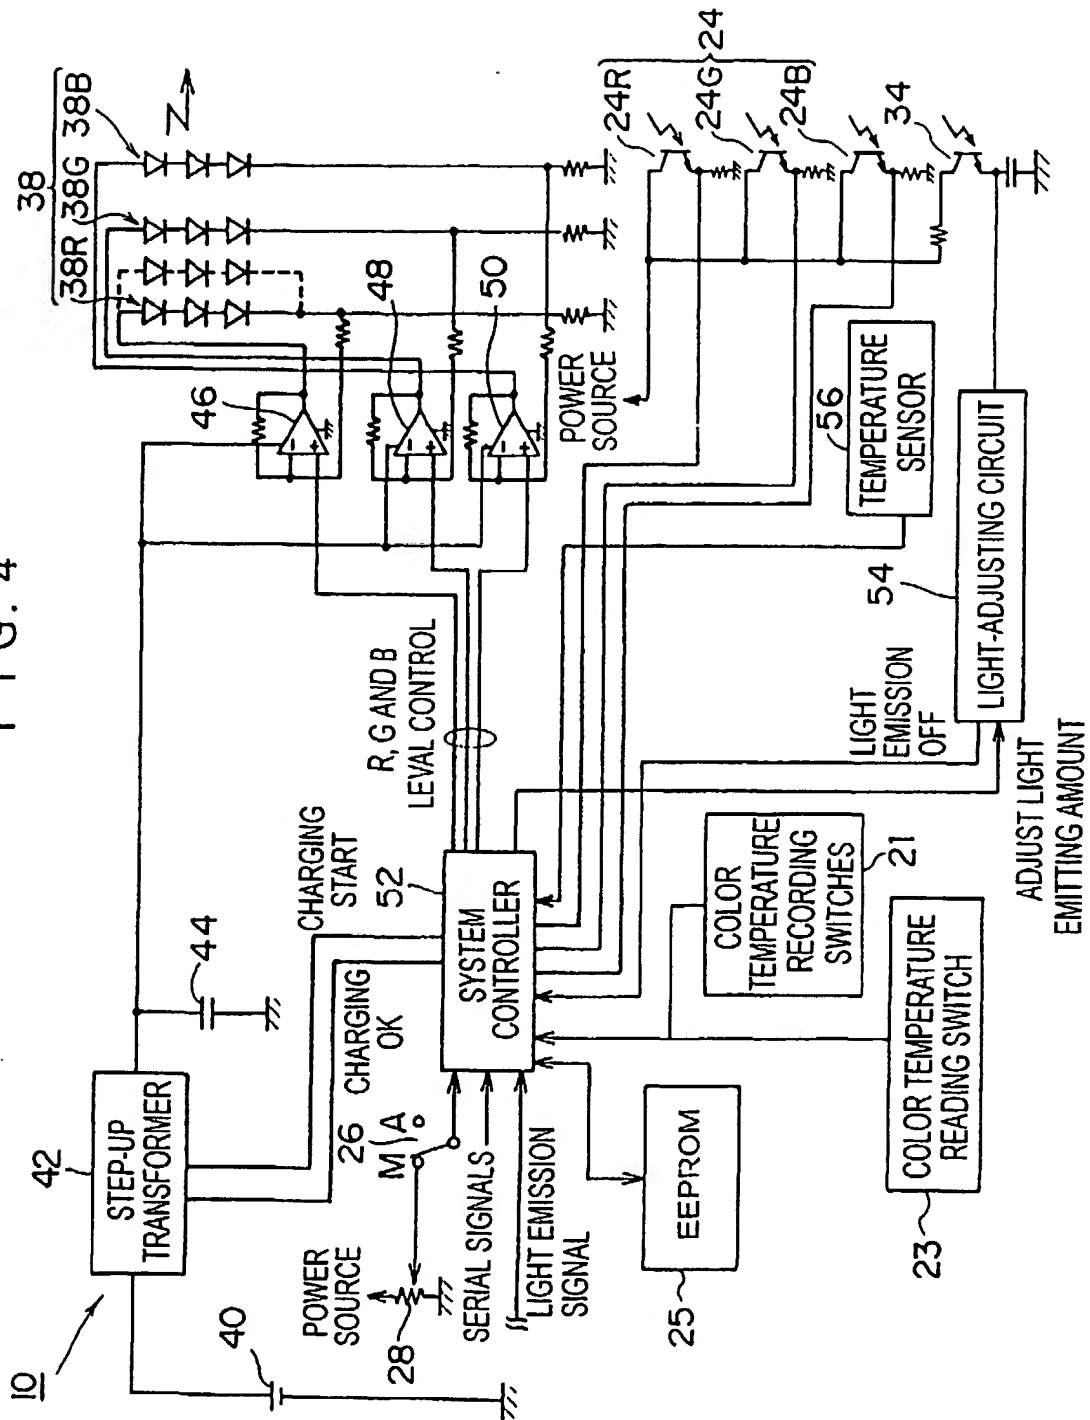 FIG. 4
10
40
42
STEP-UP
TRANSFORMER
44
CHARGING
START
CHARGING
OK
52
SYSTEM
CONTROLLER
26
M
A
POWER
SOURCE
28
SERIAL SIGNALS
LIGHT EMISSION
SIGNAL
EEPROM
25
COLOR TEMPERATURE
READING SWITCH
23
COLOR
TEMPERATURE
RECORDING
SWITCHES
21
R, G AND B
LEVAL CONTROL
46
48
50
38
38R
38G
38B
N
POWER
SOURCE
24
24R
24G
24B
34
TEMPERATURE
SENSOR
56
LIGHT
EMISSION
OFF
54
LIGHT-ADJUSTING CIRCUIT
ADJUST LIGHT
EMITTING AMOUNT